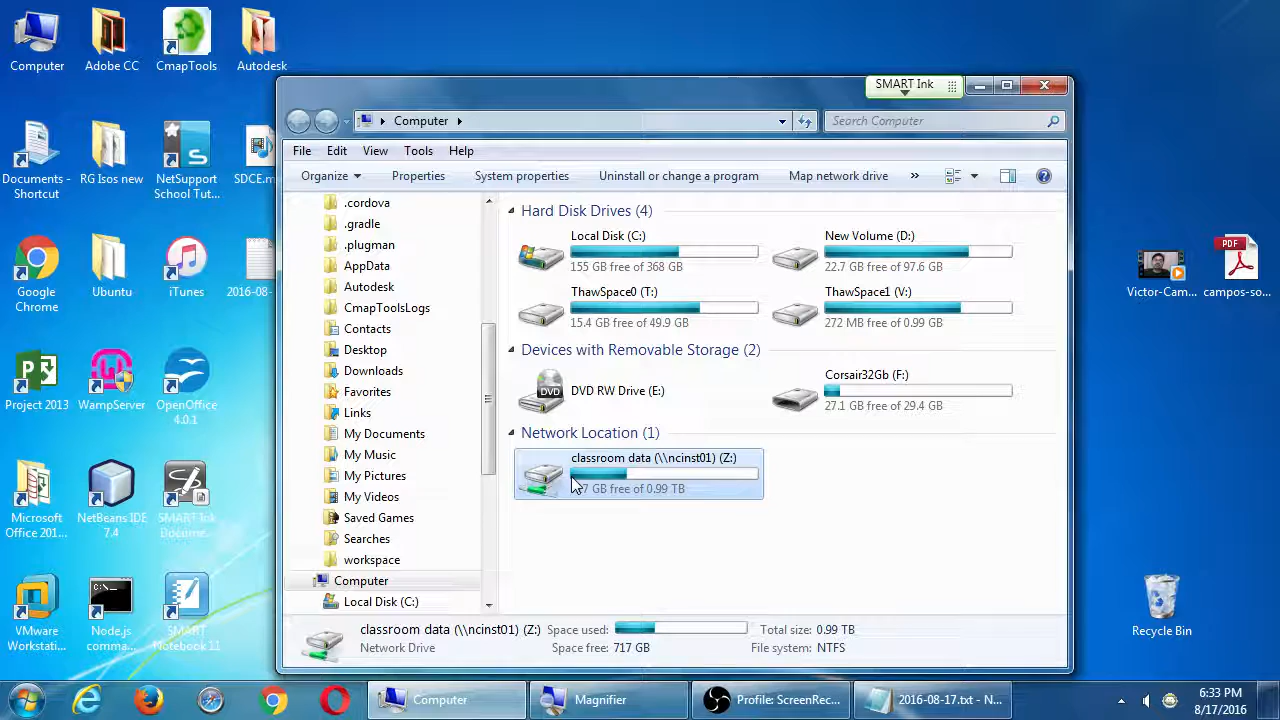 Computer
Adobe CC
CmapTools
Autodesk
Documents -
Shortcut
RG Isos new
NetSupport
School Tut...
Google
Chrome
Ubuntu
iTunes
2016-08-
Project 2013
WampServer
OpenOffice
4.0.1
Microsoft
Office 201...
NetBeans IDE
7.4
SMART Ink
Docume...
VMware
Workstati...
Node.js
comma...
SMART
Notebook 11
SMART Ink
Computer
Search Computer
File Edit View Tools Help
Organize Properties System properties Uninstall or change a program Map network drive »
.cordova
.gradle
.plugman
AppData
Autodesk
CmapToolsLogs
Contacts
Desktop
Downloads
Favorites
Links
My Documents
My Music
My Pictures
My Videos
Saved Games
Searches
workspace
Computer
Local Disk (C:)
Hard Disk Drives (4)
Local Disk (C:)
155 GB free of 368 GB
New Volume (D:)
22.7 GB free of 97.6 GB
ThawSpace0 (T:)
15.4 GB free of 49.9 GB
ThawSpace1 (V:)
272 MB free of 0.99 GB
Devices with Removable Storage (2)
DVD
DVD RW Drive (E:)
Corsair32Gb (F:)
27.1 GB free of 29.4 GB
Network Location (1)
classroom data (\\ncinst01) (Z:)
7 GB free of 0.99 TB
classroom data (\\ncinst01) (Z:) Space used: Total size: 0.99 TB
Network Drive Space free: 717 GB File system: NTFS
PDF
Victor-Cam...
campos-so...
Recycle Bin
Computer
Magnifier
Profile: ScreenRec...
2016-08-17.txt - N...
6:33 PM
8/17/2016